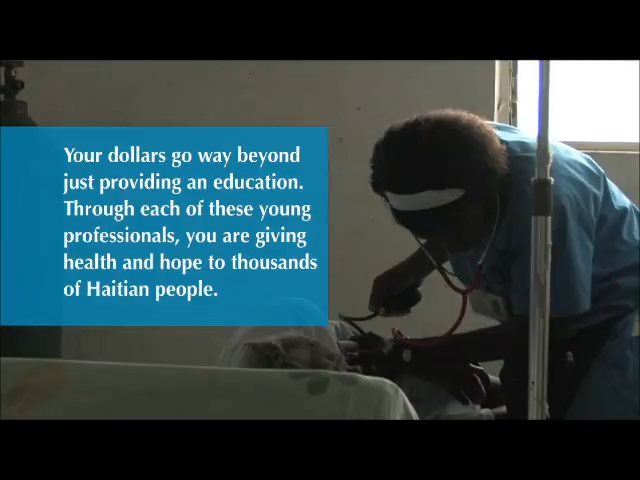 Your dollars go way beyond
just providing an education.
Through each of these young
professionals, you are giving
health and hope to thousands
of Haitian people.